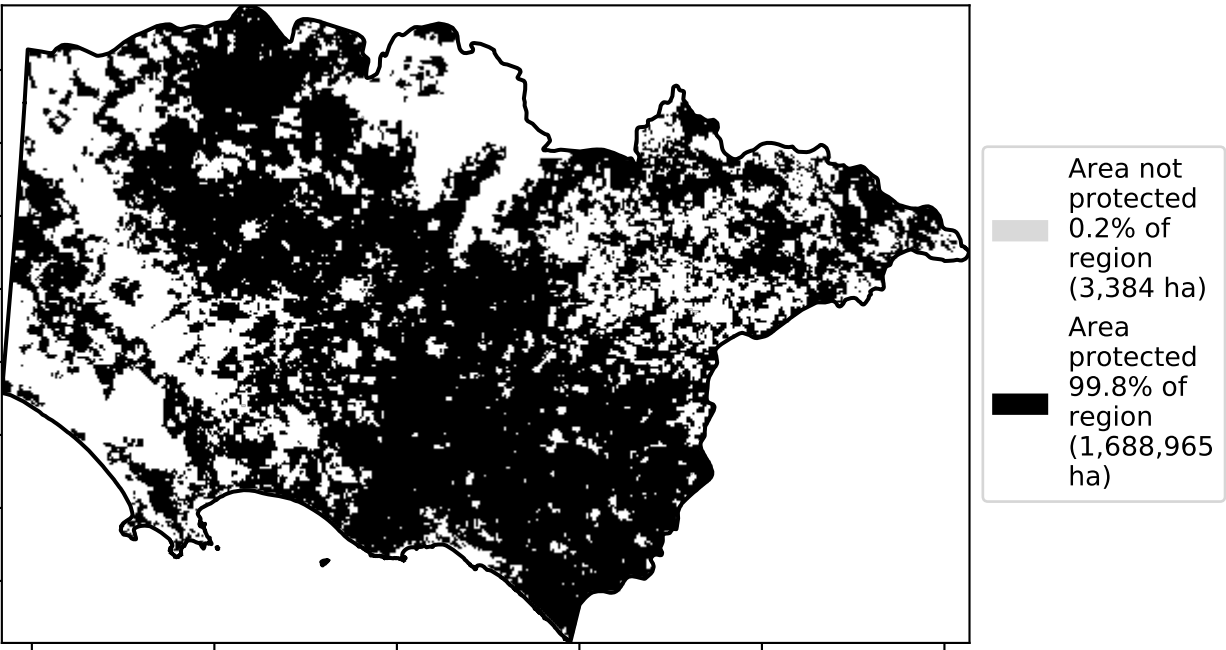 Area not
protected
0.2% of
region
(3,384 ha)
Area
protected
99.8% of
region
(1,688,965
ha)